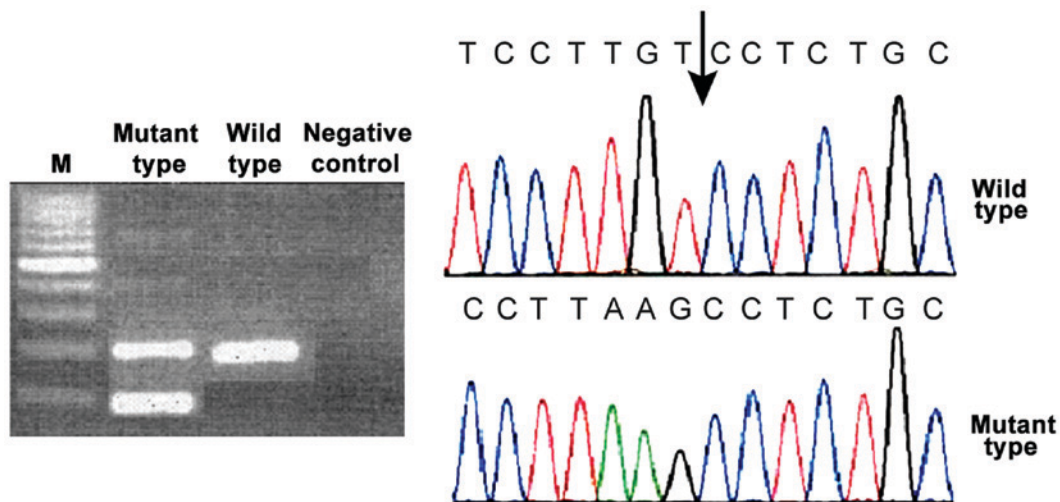 M
Mutant
type
Wild
type
Negative
control
T C C T T G T C C T C T G C
Wild
type
C C T T A A G C C T C T G C
Mutant
type